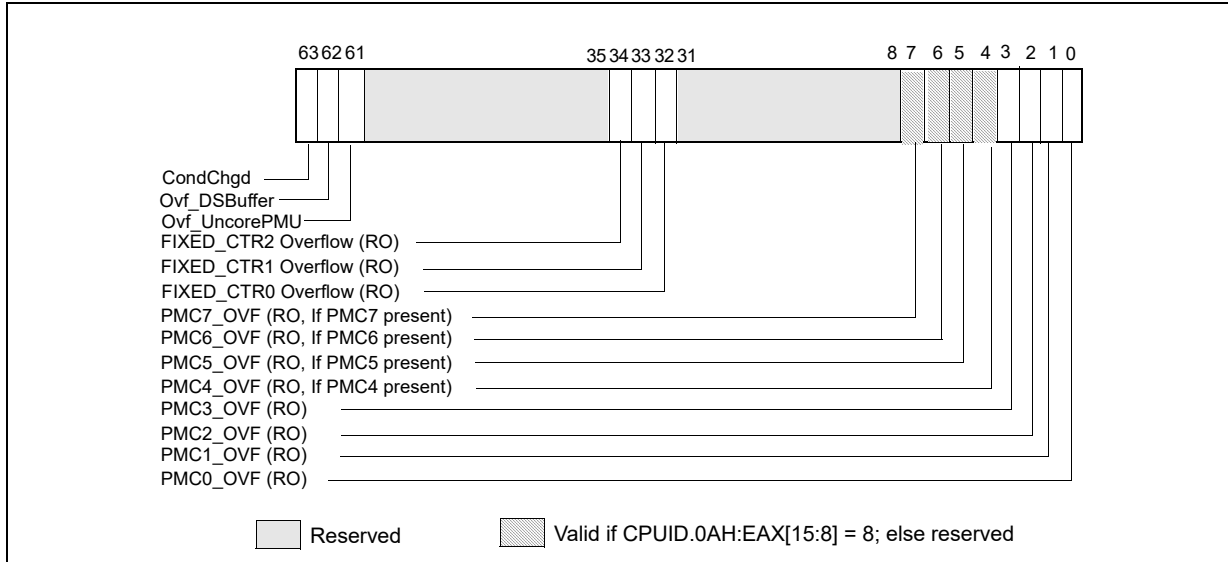 63 62 61 35 34 33 32 31 8 7 6 5 4 3 2 1 0
CondChgd
Ovf_DSBuffer
Ovf_UncorePMU
FIXED_CTR2 Overflow (RO)
FIXED_CTR1 Overflow (RO)
FIXED_CTR0 Overflow (RO)
PMC7_OVF (RO, If PMC7 present)
PMC6_OVF (RO, If PMC6 present)
PMC5_OVF (RO, If PMC5 present)
PMC4_OVF (RO, If PMC4 present)
PMC3_OVF (RO)
PMC2_OVF (RO)
PMC1_OVF (RO)
PMC0_OVF (RO)
Reserved Valid if CPUID.0AH:EAX[15:8] = 8; else reserved